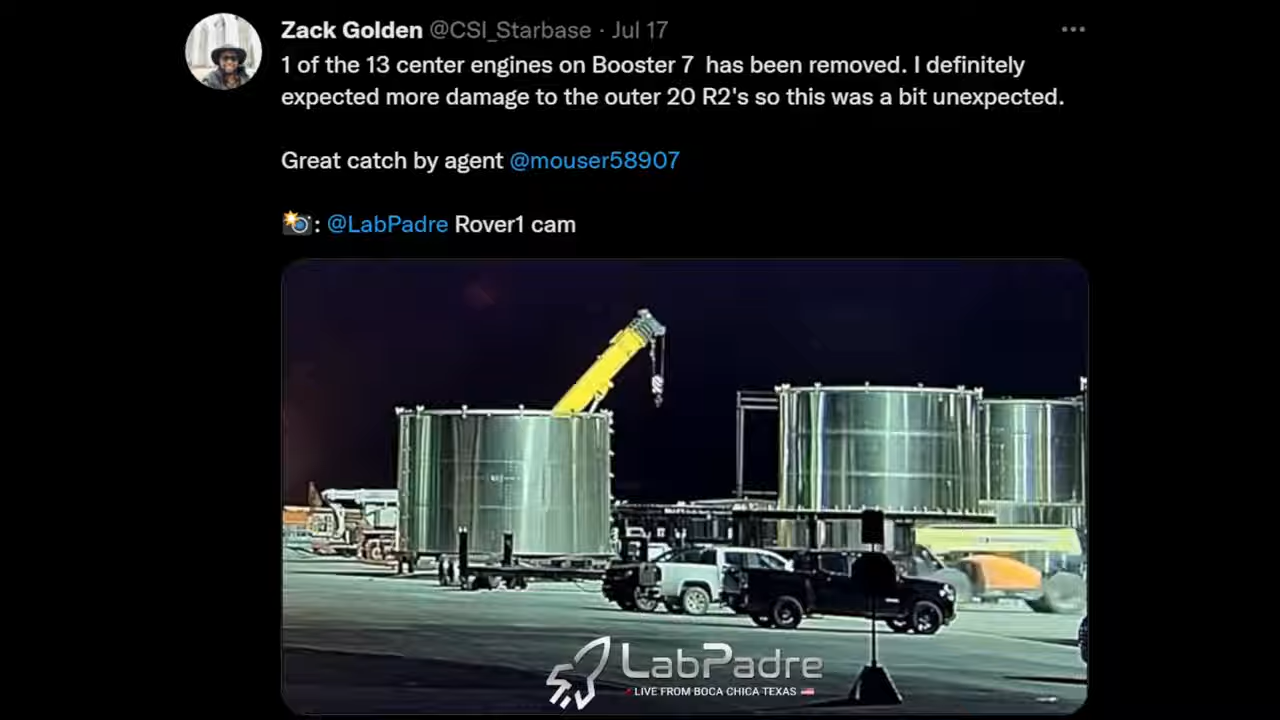 Zack Golden @CSI_Starbase · Jul 17
1 of the 13 center engines on Booster 7 has been removed. I definitely
expected more damage to the outer 20 R2's so this was a bit unexpected.
Great catch by agent @mouser58907
📸: @LabPadre Rover1 cam
LabPadre
LIVE FROM BOCA CHICA TEXAS